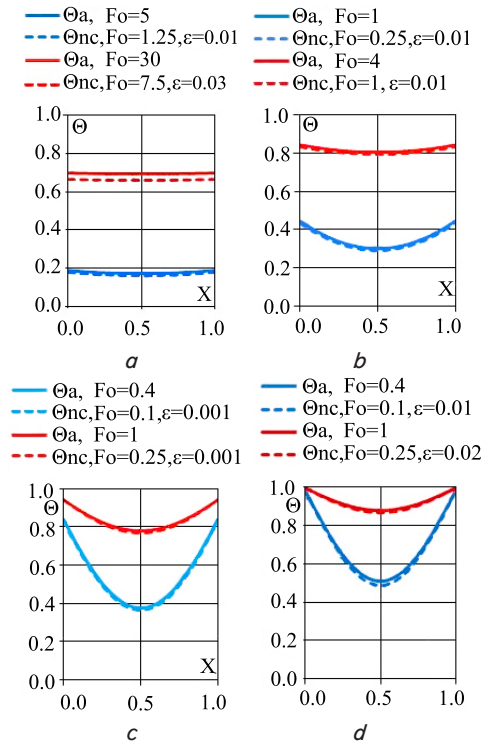 Θa, Fo=5
Θnc,Fo=1.25,ε=0.01
Θa, Fo=30
Θnc,Fo=7.5,ε=0.03
1.0
Θ
0.8
0.6
0.4
0.2
X
0.0
0.0 0.5 1.0
a
Θa, Fo=1
Θnc,Fo=0.25,ε=0.01
Θa, Fo=4
Θnc,Fo=1,ε=0.01
1.0
Θ
0.8
0.6
0.4
0.2
X
0.0
0.0 0.5 1.0
b
Θa, Fo=0.4
Θnc,Fo=0.1,ε=0.001
Θa, Fo=1
Θnc,Fo=0.25,ε=0.001
1.0
Θ
0.8
0.6
0.4
0.2
X
0.0
0.0 0.5 1.0
c
Θa, Fo=0.4
Θnc,Fo=0.1,ε=0.01
Θa, Fo=1
Θnc,Fo=0.25,ε=0.02
1.0
Θ
0.8
0.6
0.4
0.2
0.0
0.0 0.5 1.0
d